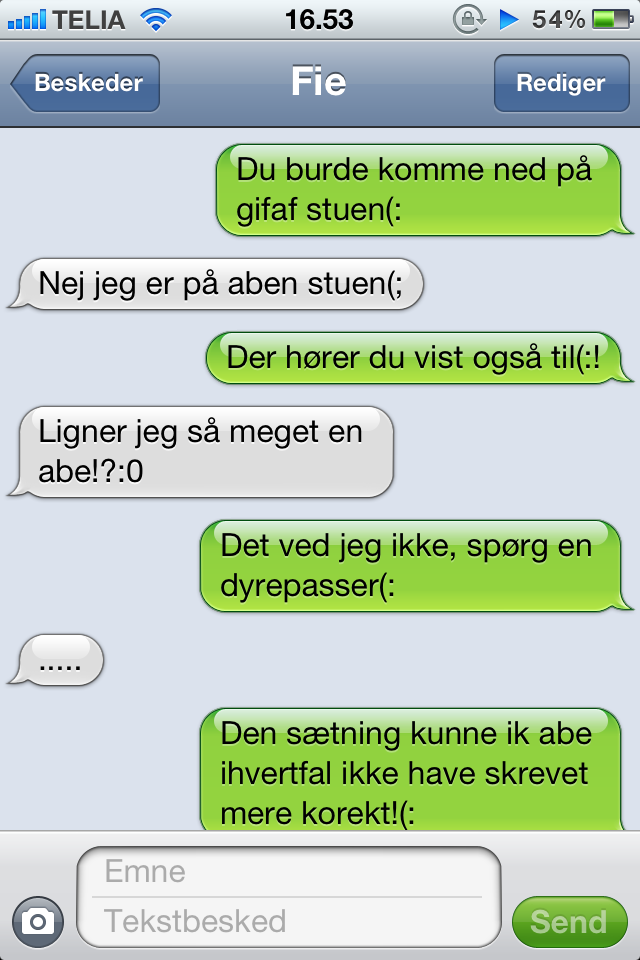 TELIA 16.53 54%
Beskeder Fie Rediger
Du burde komme ned på
gifaf stuen(:
Nej jeg er på aben stuen(;
Der hører du vist også til(:!
Ligner jeg så meget en
abe!?:0
Det ved jeg ikke, spørg en
dyrepasser(:
.....
Den sætning kunne ik abe
ihvertfal ikke have skrevet
mere korekt!(:
Emne
Tekstbesked
Send